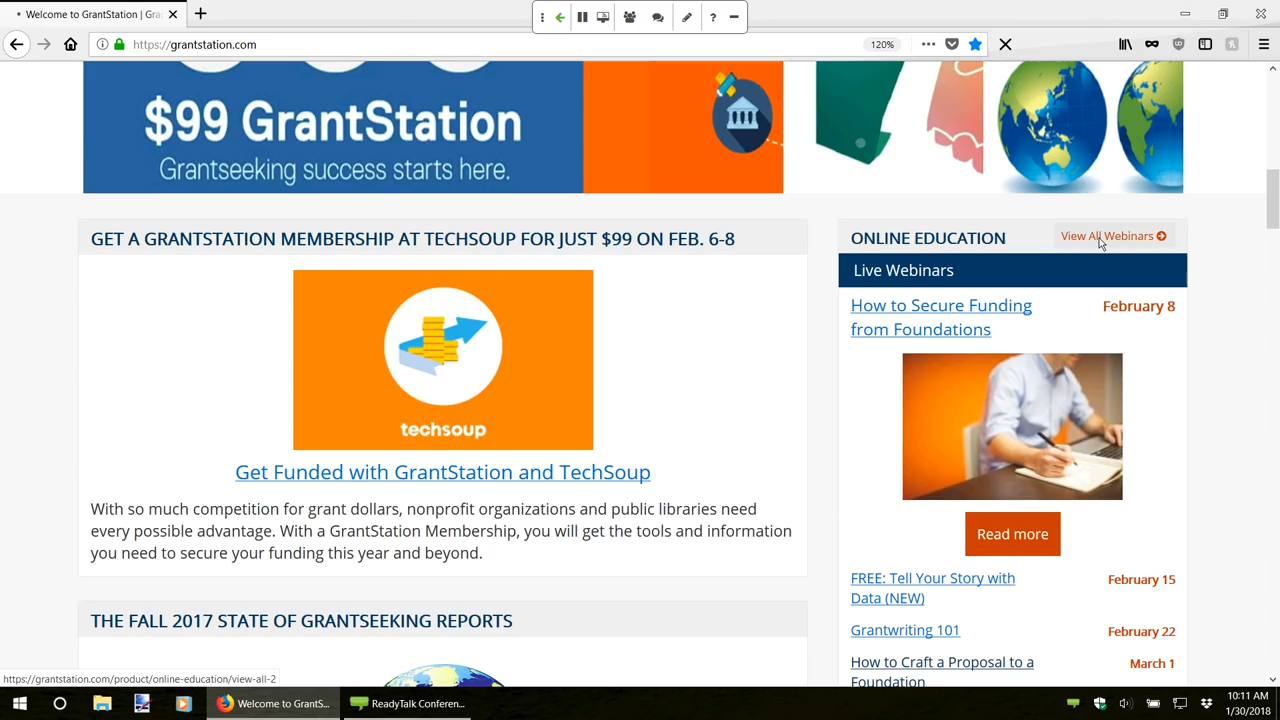 Welcome to GrantStation | Gra
https://grantstation.com
120%
$99 GrantStation
Grantseeking success starts here.
GET A GRANTSTATION MEMBERSHIP AT TECHSOUP FOR JUST $99 ON FEB. 6-8
techsoup
Get Funded with GrantStation and TechSoup
With so much competition for grant dollars, nonprofit organizations and public libraries need
every possible advantage. With a GrantStation Membership, you will get the tools and information
you need to secure your funding this year and beyond.
THE FALL 2017 STATE OF GRANTSEEKING REPORTS
ONLINE EDUCATION
View All Webinars
Live Webinars
How to Secure Funding February 8
from Foundations
Read more
FREE: Tell Your Story with February 15
Data (NEW)
Grantwriting 101 February 22
How to Craft a Proposal to a March 1
Foundation
https://grantstation.com/product/online-education/view-all-2
Welcome to GrantS...
ReadyTalk Conferen...
10:11 AM
1/30/2018